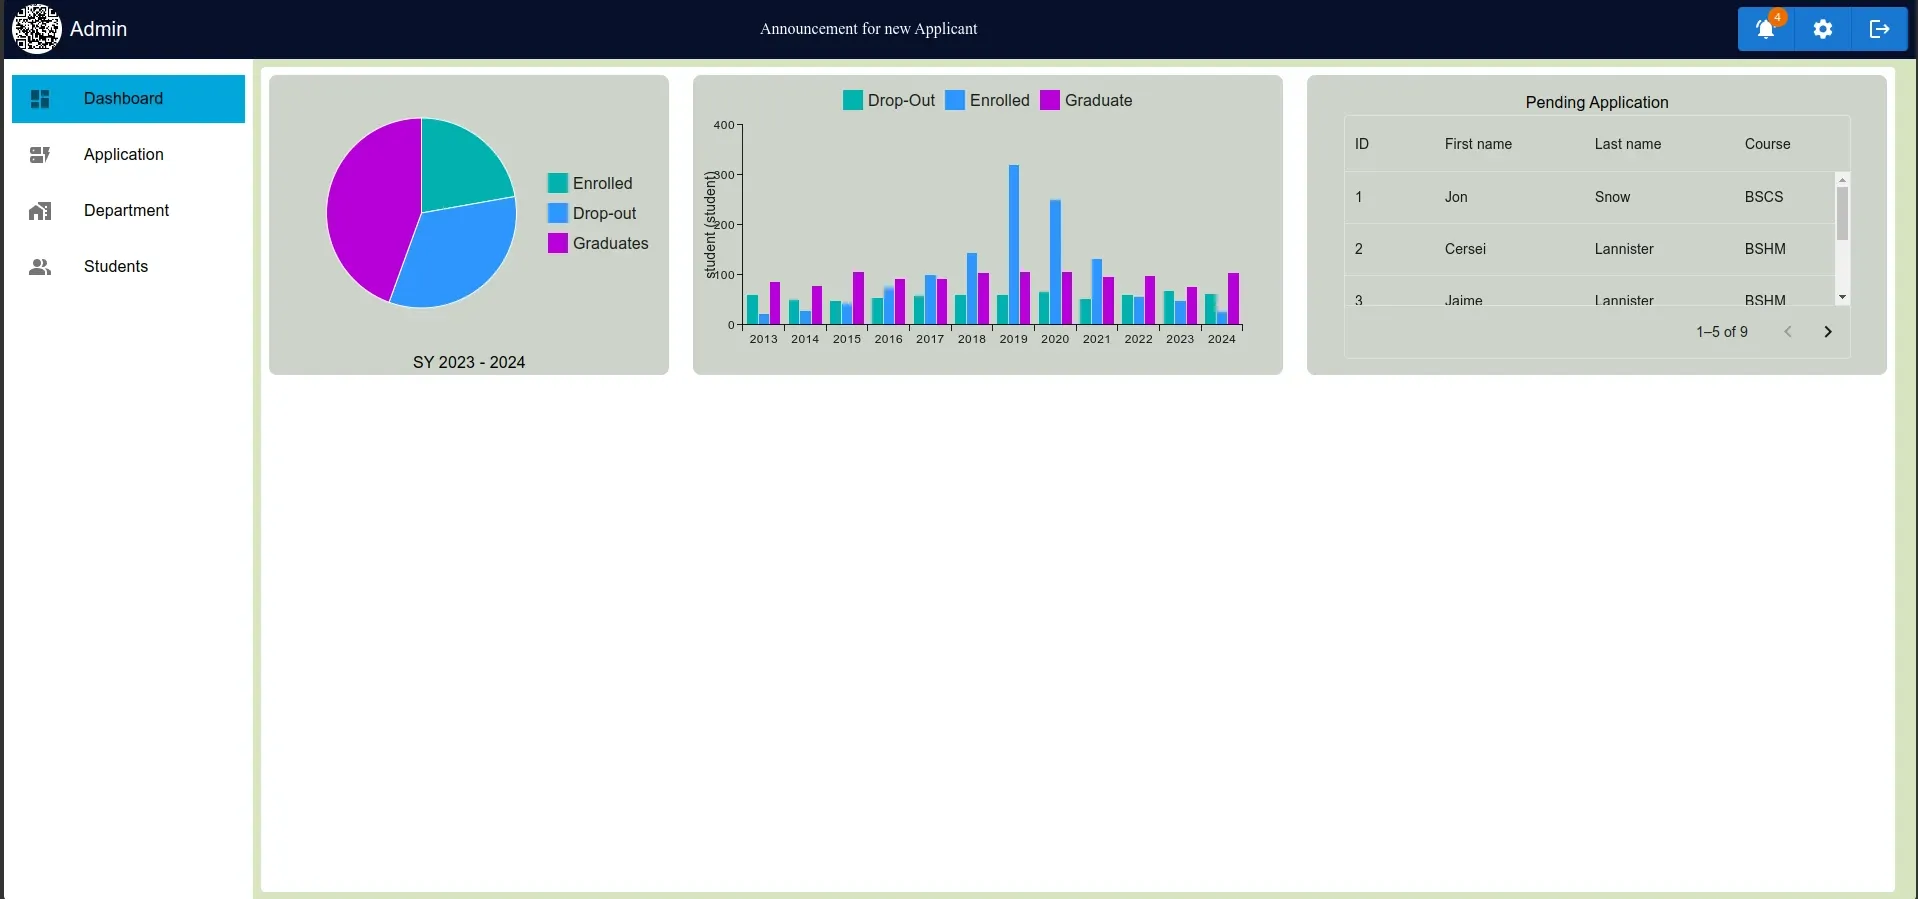 Admin
Announcement for new Applicant
4
Dashboard
Application
Department
Students
Enrolled
Drop-out
Graduates
SY 2023 - 2024
Drop-Out Enrolled Graduate
student (student)
400
300
200
100
0
2013 2014 2015 2016 2017 2018 2019 2020 2021 2022 2023 2024
Pending Application
ID First name Last name Course
1 Jon Snow BSCS
2 Cersei Lannister BSHM
3 Jaime Lannister BSHM
1–5 of 9